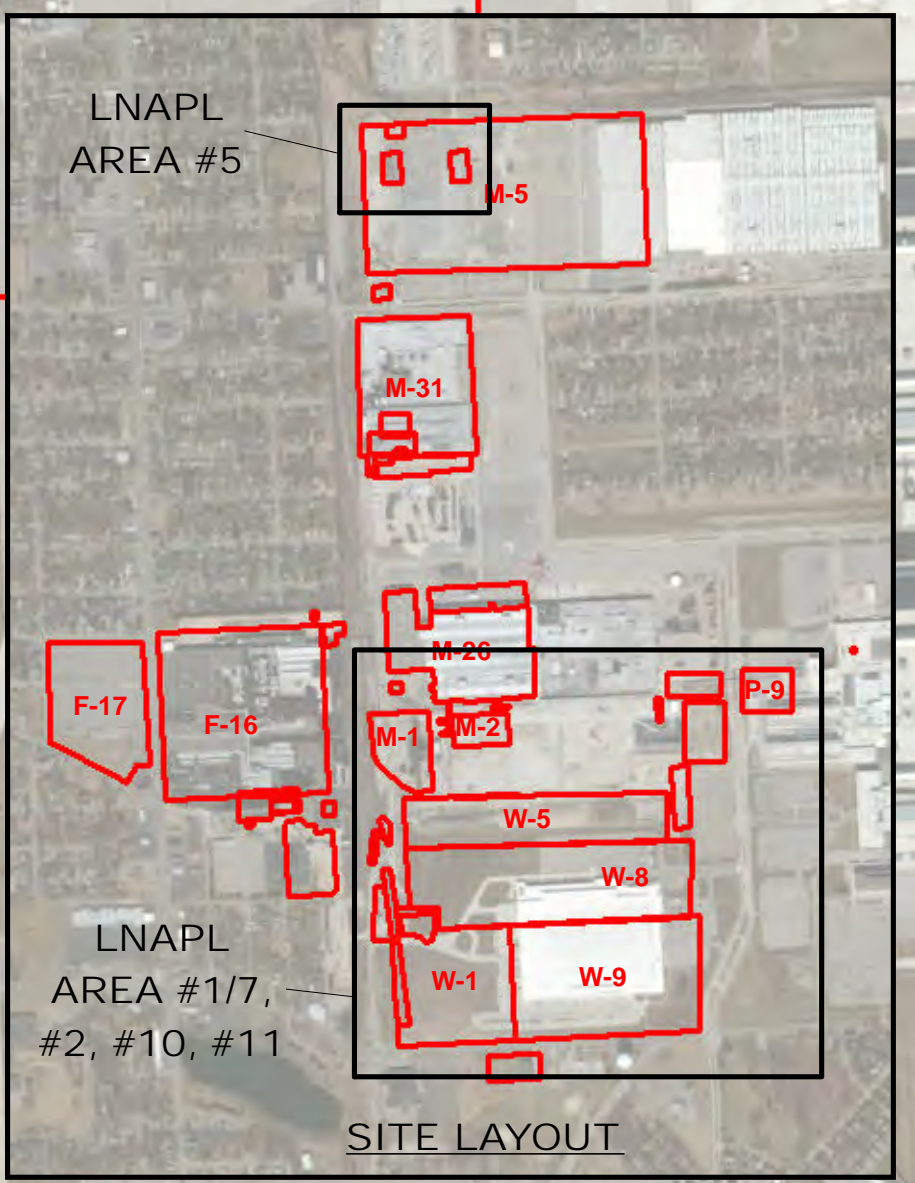 LNAPL
AREA #5
M-5
M-31
M-26
P-9
F-17
F-16
M-1
M-2
W-5
W-8
LNAPL
AREA #1/7,
#2, #10, #11
W-1
W-9
SITE LAYOUT